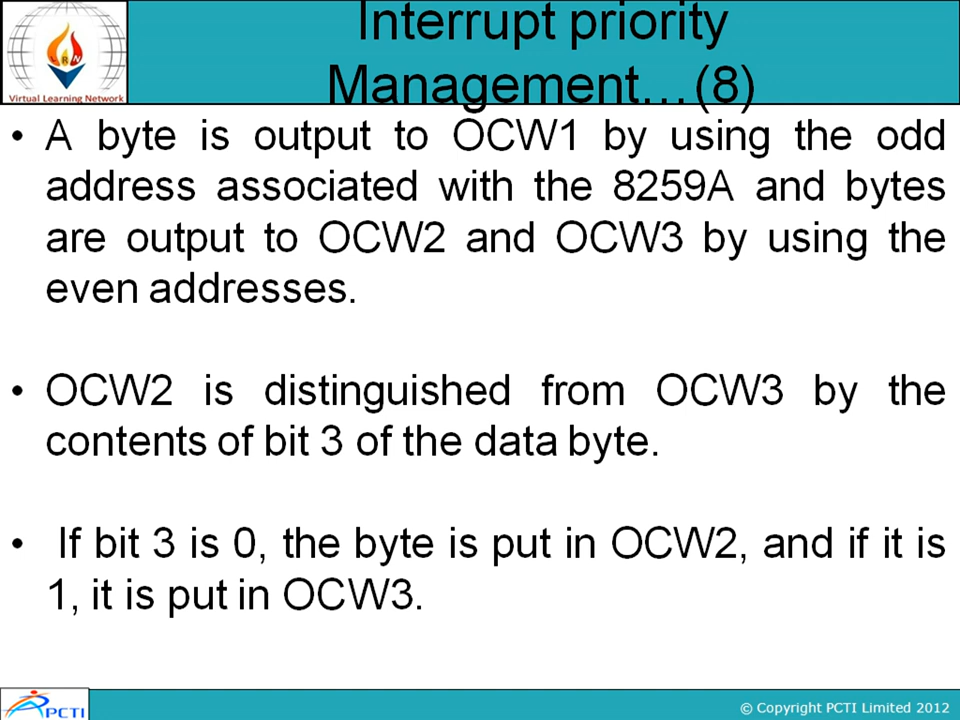 Interrupt priority
Management…(8)
RN
Virtual Learning Network
• A byte is output to OCW1 by using the odd
address associated with the 8259A and bytes
are output to OCW2 and OCW3 by using the
even addresses.
• OCW2 is distinguished from OCW3 by the
contents of bit 3 of the data byte.
• If bit 3 is 0, the byte is put in OCW2, and if it is
1, it is put in OCW3.
PCTI
© Copyright PCTI Limited 2012